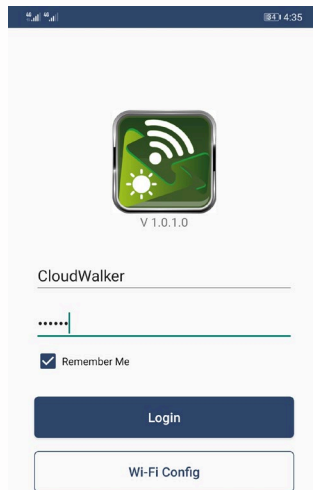 4:35
V 1.0.1.0
CloudWalker
••••••
Remember Me
Login
Wi-Fi Config